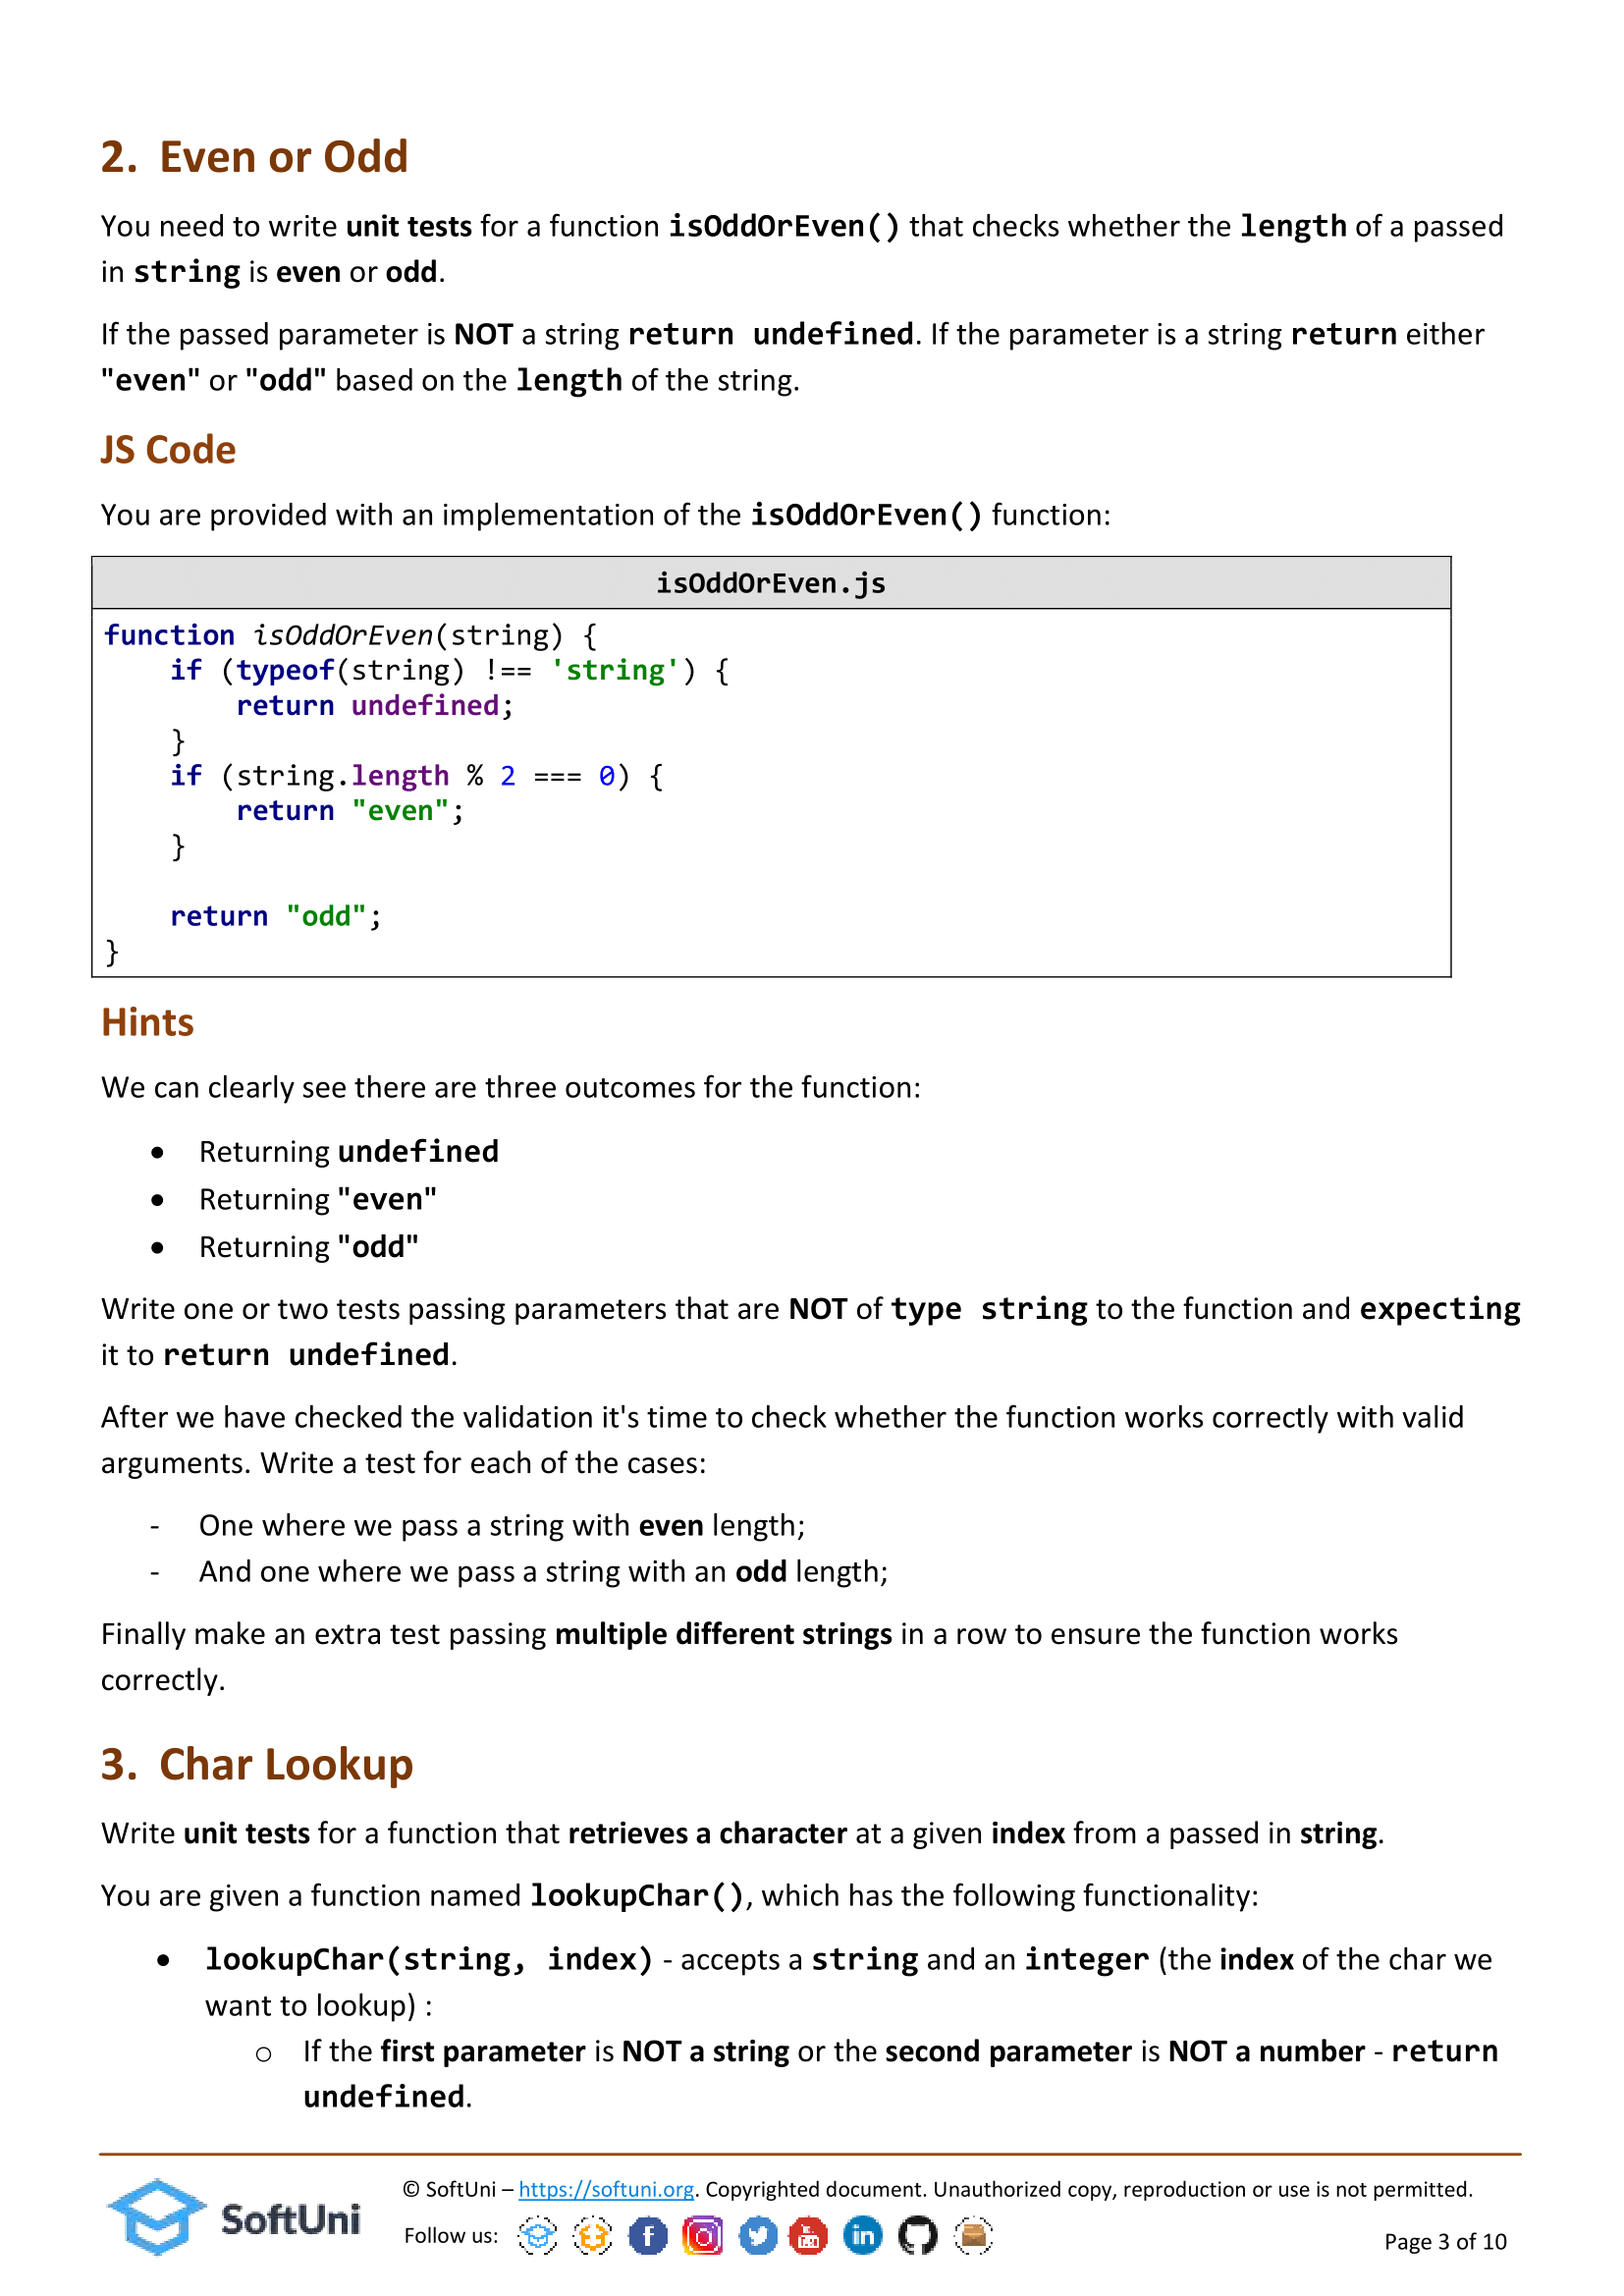 2. Even or Odd
You need to write unit tests for a function isOddOrEven() that checks whether the length of a passed
in string is even or odd.
If the passed parameter is NOT a string return undefined. If the parameter is a string return either
"even" or "odd" based on the length of the string.
JS Code
You are provided with an implementation of the isOddOrEven() function:
isOddOrEven.js
function isOddOrEven(string) {
    if (typeof(string) !== 'string') {
        return undefined;
    }
    if (string.length % 2 === 0) {
        return "even";
    }
    return "odd";
}
Hints
We can clearly see there are three outcomes for the function:
• Returning undefined
• Returning "even"
• Returning "odd"
Write one or two tests passing parameters that are NOT of type string to the function and expecting
it to return undefined.
After we have checked the validation it's time to check whether the function works correctly with valid
arguments. Write a test for each of the cases:
- One where we pass a string with even length;
- And one where we pass a string with an odd length;
Finally make an extra test passing multiple different strings in a row to ensure the function works
correctly.
3. Char Lookup
Write unit tests for a function that retrieves a character at a given index from a passed in string.
You are given a function named lookupChar(), which has the following functionality:
• lookupChar(string, index) - accepts a string and an integer (the index of the char we
want to lookup) :
o If the first parameter is NOT a string or the second parameter is NOT a number - return
undefined.
SoftUni
© SoftUni – https://softuni.org. Copyrighted document. Unauthorized copy, reproduction or use is not permitted.
Follow us:
Page 3 of 10